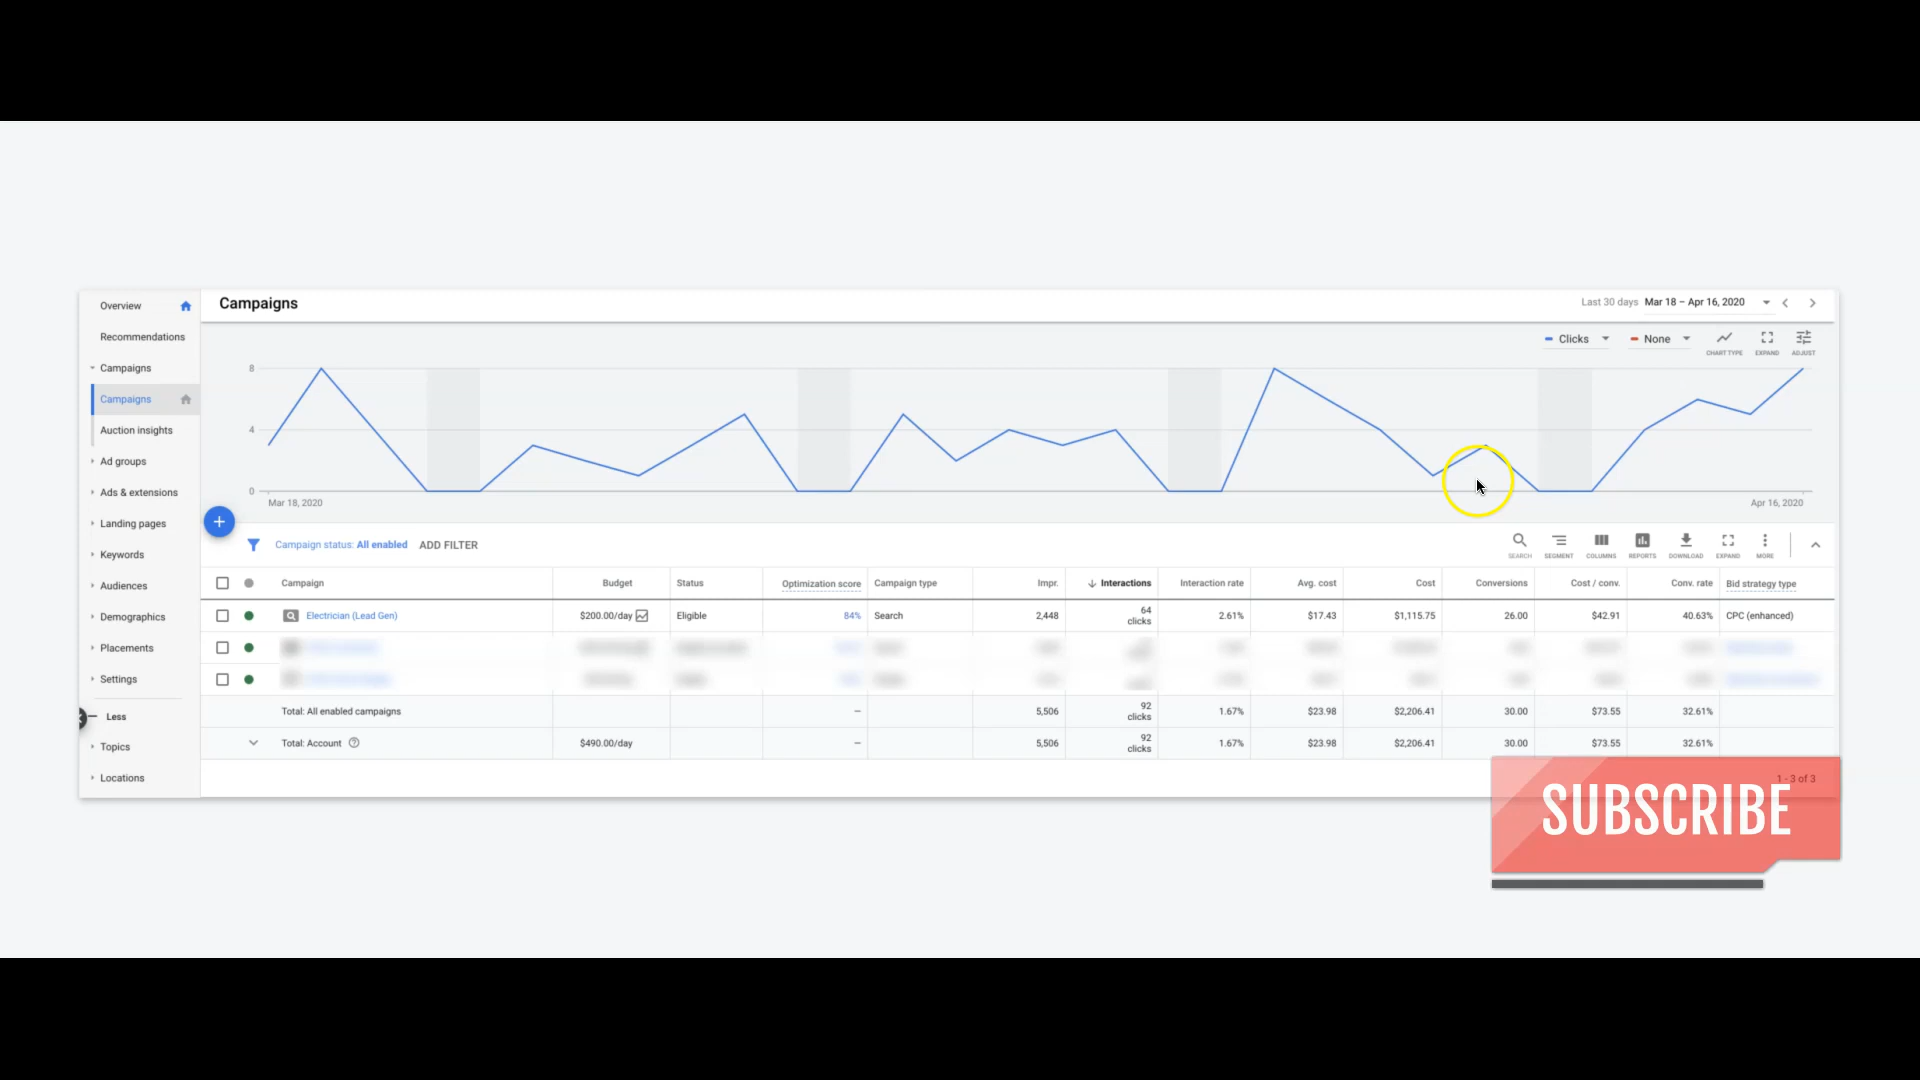 Overview
Recommendations
Campaigns
Campaigns
Auction insights
Ad groups
Ads & extensions
Landing pages
Keywords
Audiences
Demographics
Placements
Settings
Less
Topics
Locations
Campaigns
Last 30 days Mar 18 – Apr 16, 2020
Clicks None CHART TYPE EXPAND ADJUST
8
4
0
Mar 18, 2020 Apr 16, 2020
Campaign status: All enabled ADD FILTER
SEARCH SEGMENT COLUMNS REPORTS DOWNLOAD EXPAND MORE
Campaign Budget Status Optimization score Campaign type Impr. Interactions Interaction rate Avg. cost Cost Conversions Cost / conv. Conv. rate Bid strategy type
Electrician (Lead Gen) $200.00/day Eligible 84% Search 2,448 64 clicks 2.61% $17.43 $1,115.75 26.00 $42.91 40.63% CPC (enhanced)
Total: All enabled campaigns – 5,506 92 clicks 1.67% $23.98 $2,206.41 30.00 $73.55 32.61%
Total: Account $490.00/day – 5,506 92 clicks 1.67% $23.98 $2,206.41 30.00 $73.55 32.61%
1 - 3 of 3
SUBSCRIBE